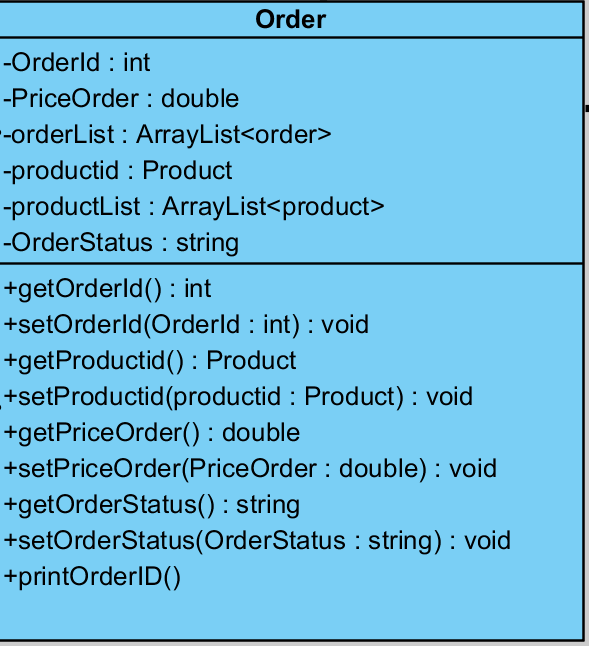 Order
-OrderId : int
-PriceOrder : double
-orderList : ArrayList<order>
-productid : Product
-productList : ArrayList<product>
-OrderStatus : string
+getOrderId() : int
+setOrderId(OrderId : int) : void
+getProductid() : Product
+setProductid(productid : Product) : void
+getPriceOrder() : double
+setPriceOrder(PriceOrder : double) : void
+getOrderStatus() : string
+setOrderStatus(OrderStatus : string) : void
+printOrderID()